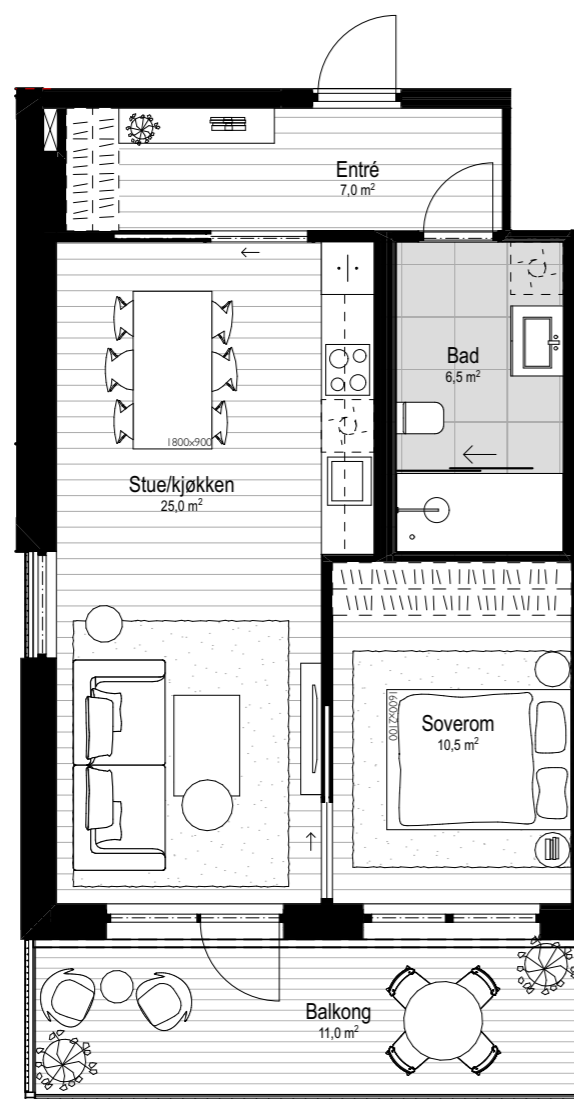 Entré
7,0 m²
Bad
6,5 m²
1800x900
Stue/kjøkken
25,0 m²
1600x2100
Soverom
10,5 m²
Balkong
11,0 m²